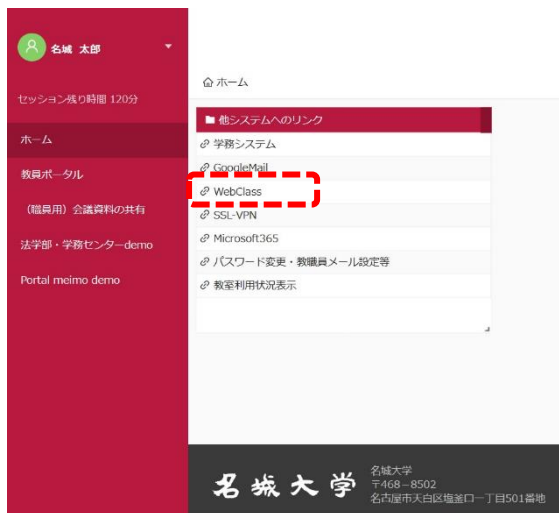 名城 太郎
セッション残り時間 120分
ホーム
教員ポータル
（職員用）会議資料の共有
法学部・学務センターdemo
Portal meimo demo
ホーム
他システムへのリンク
学務システム
GoogleMail
WebClass
SSL-VPN
Microsoft365
パスワード変更・教職員メール設定等
教室利用状況表示
名城大学
名城大学
〒468－8502
名古屋市天白区塩釜口一丁目501番地